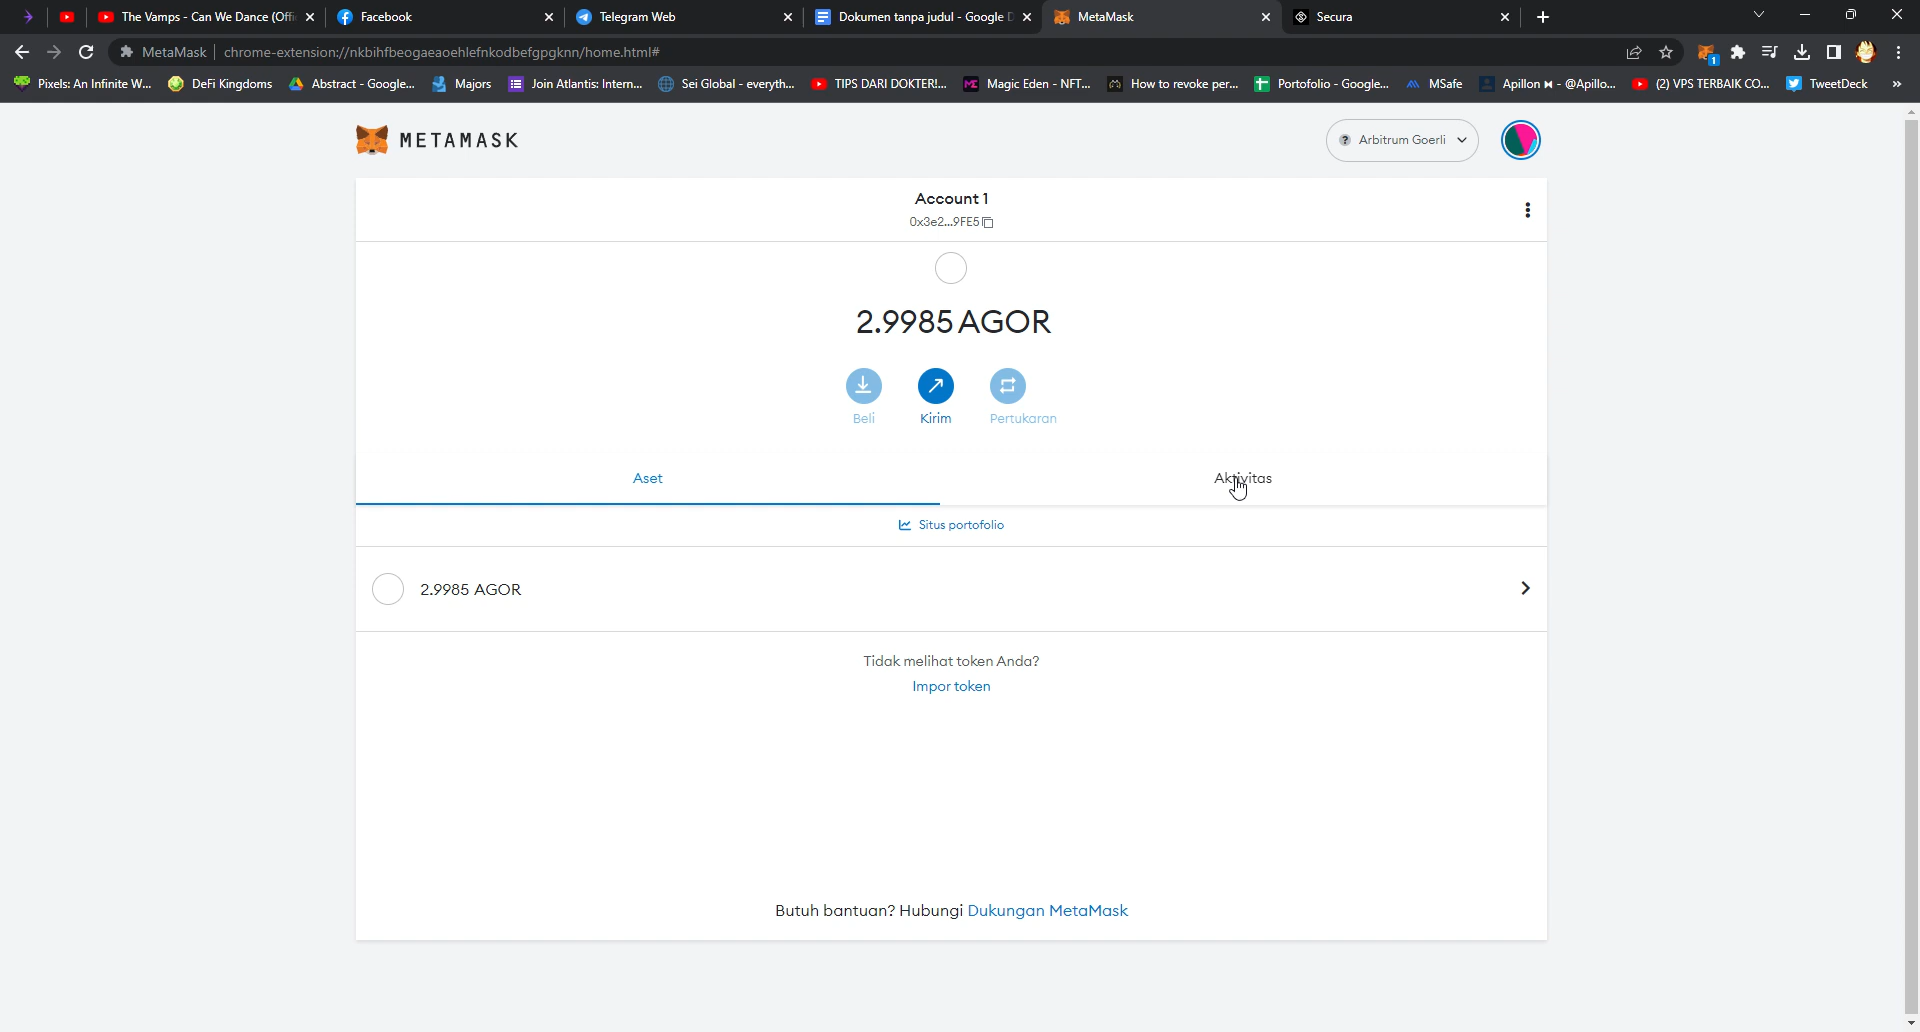 The Vamps - Can We Dance (Offi
Facebook
Telegram Web
Dokumen tanpa judul - Google D
MetaMask
Secura
MetaMask
chrome-extension://nkbihfbeogaeaoehlefnkodbefgpgknn/home.html#
1
Pixels: An Infinite W...
DeFi Kingdoms
Abstract - Google...
Majors
Join Atlantis: Intern...
Sei Global - everyth...
TIPS DARI DOKTER!...
Magic Eden - NFT...
How to revoke per...
Portofolio - Google...
MSafe
Apillon ⧓ - @Apillo...
(2) VPS TERBAIK CO...
TweetDeck
»
METAMASK
? Arbitrum Goerli
Account 1
0x3e2...9FE5
2.9985 AGOR
Beli
Kirim
Pertukaran
Aset
Aktivitas
Situs portofolio
2.9985 AGOR
Tidak melihat token Anda?
Impor token
Butuh bantuan? Hubungi Dukungan MetaMask